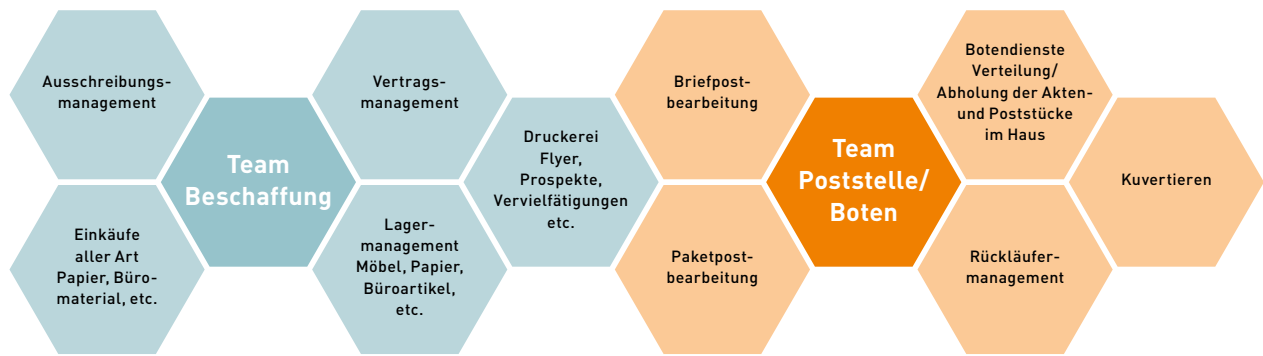 Ausschreibungs-
management
Team
Beschaffung
Einkäufe
aller Art
Papier, Büro-
material, etc.
Vertrags-
management
Lager-
management
Möbel, Papier,
Büroartikel,
etc.
Druckerei
Flyer,
Prospekte,
Vervielfätigungen
etc.
Briefpost-
bearbeitung
Paketpost-
bearbeitung
Team
Poststelle/
Boten
Botendienste
Verteilung/
Abholung der Akten-
und Poststücke
im Haus
Rückläufer-
management
Kuvertieren